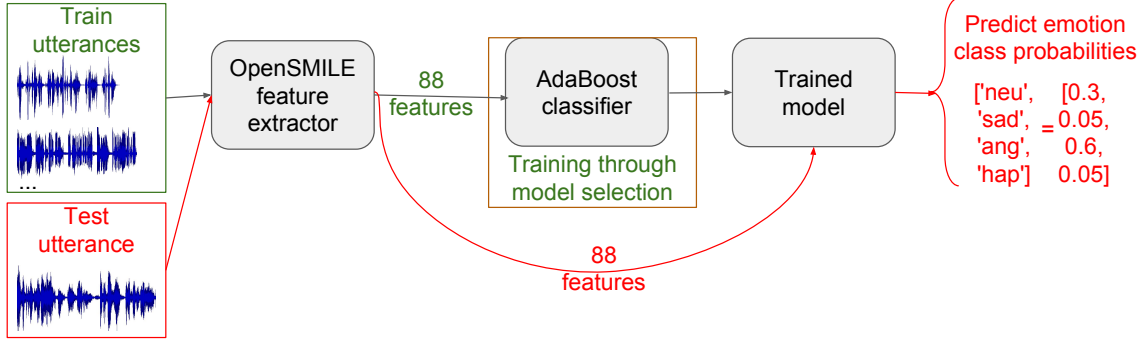 Train
utterances
...
Test
utterance
OpenSMILE
feature
extractor
88
features
AdaBoost
classifier
Training through
model selection
88
features
Trained
model
Predict emotion
class probabilities
['neu', [0.3,
'sad', = 0.05,
'ang', 0.6,
'hap'] 0.05]